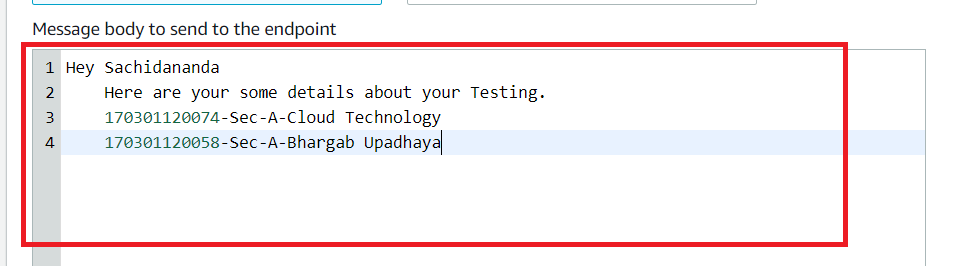 Message body to send to the endpoint
1 Hey Sachidananda
2 Here are your some details about your Testing.
3 170301120074-Sec-A-Cloud Technology
4 170301120058-Sec-A-Bhargab Upadhaya